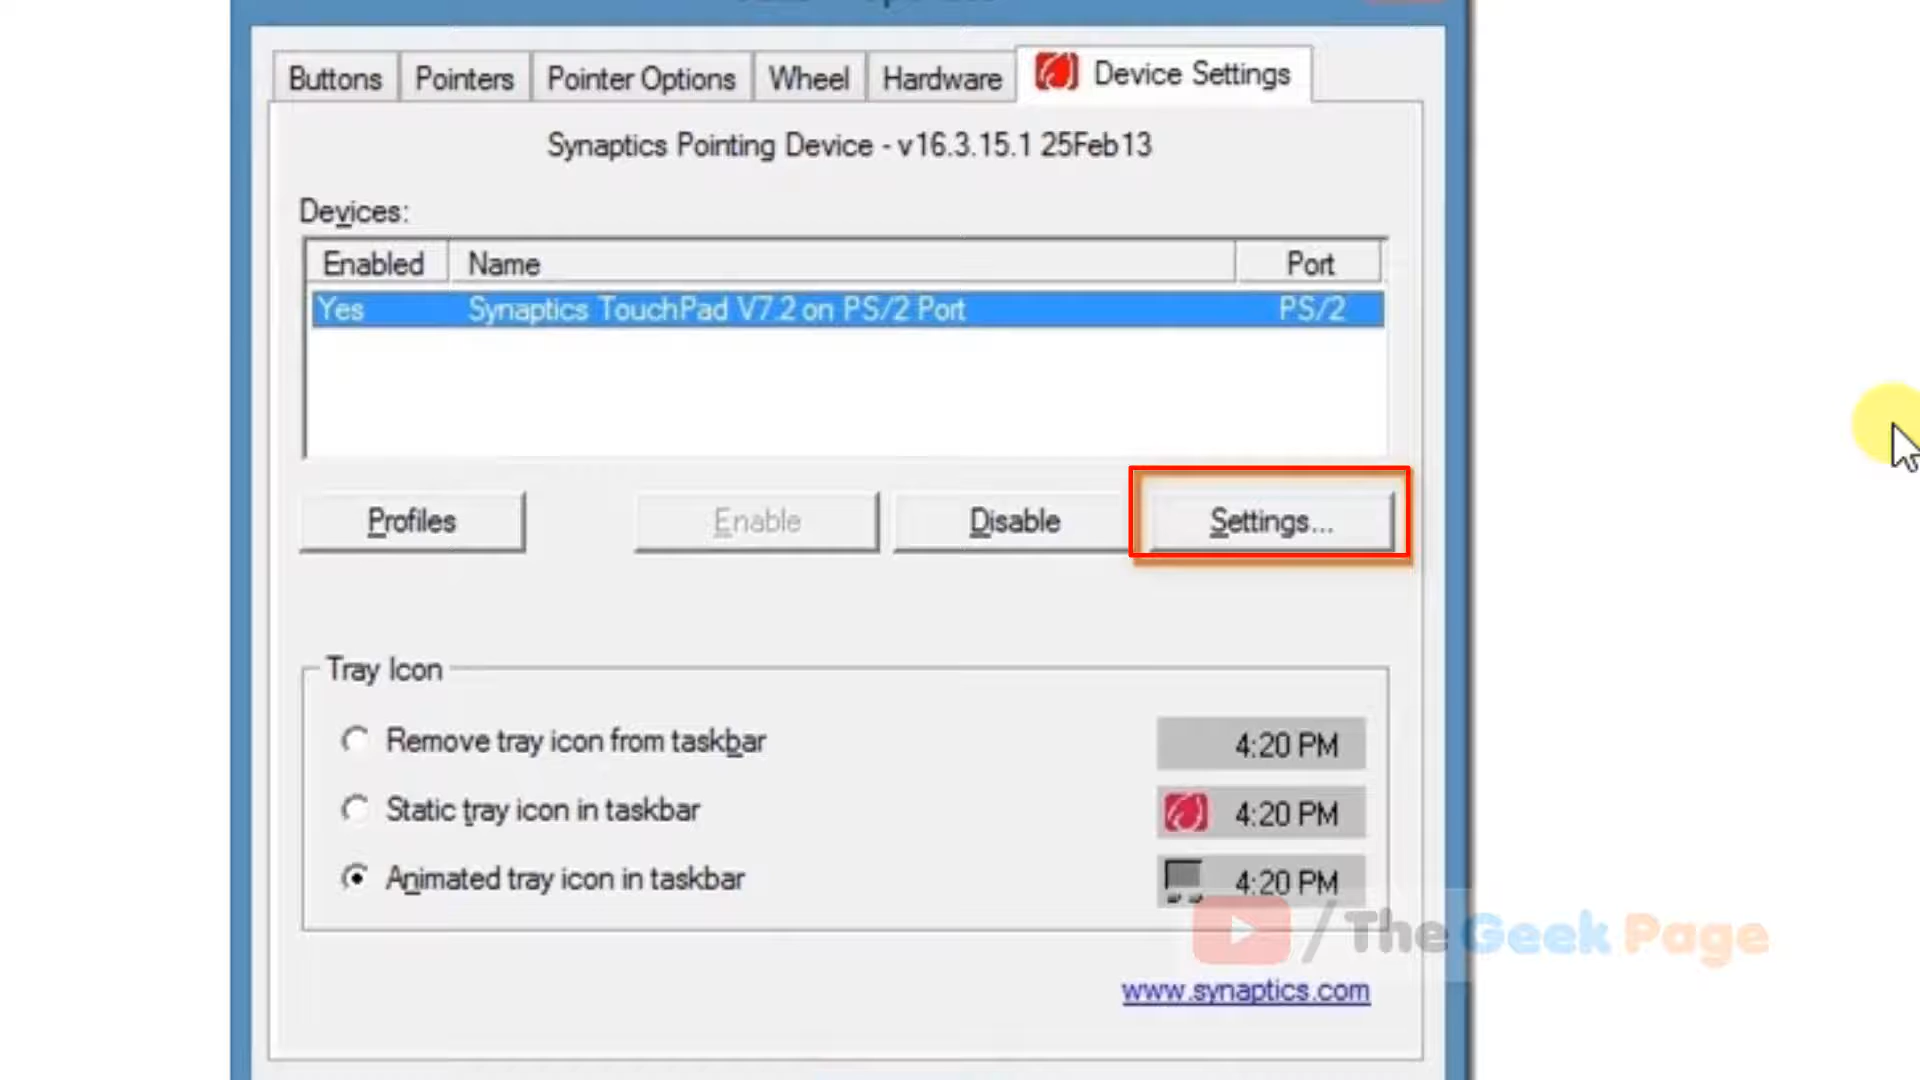 Buttons Pointers Pointer Options Wheel Hardware Device Settings
Synaptics Pointing Device - v16.3.15.1 25Feb13
Devices:
Enabled Name Port
Yes Synaptics TouchPad V7.2 on PS/2 Port PS/2
Profiles Enable Disable Settings...
Tray Icon
Remove tray icon from taskbar 4:20 PM
Static tray icon in taskbar 4:20 PM
Animated tray icon in taskbar 4:20 PM
/The Geek Page
www.synaptics.com